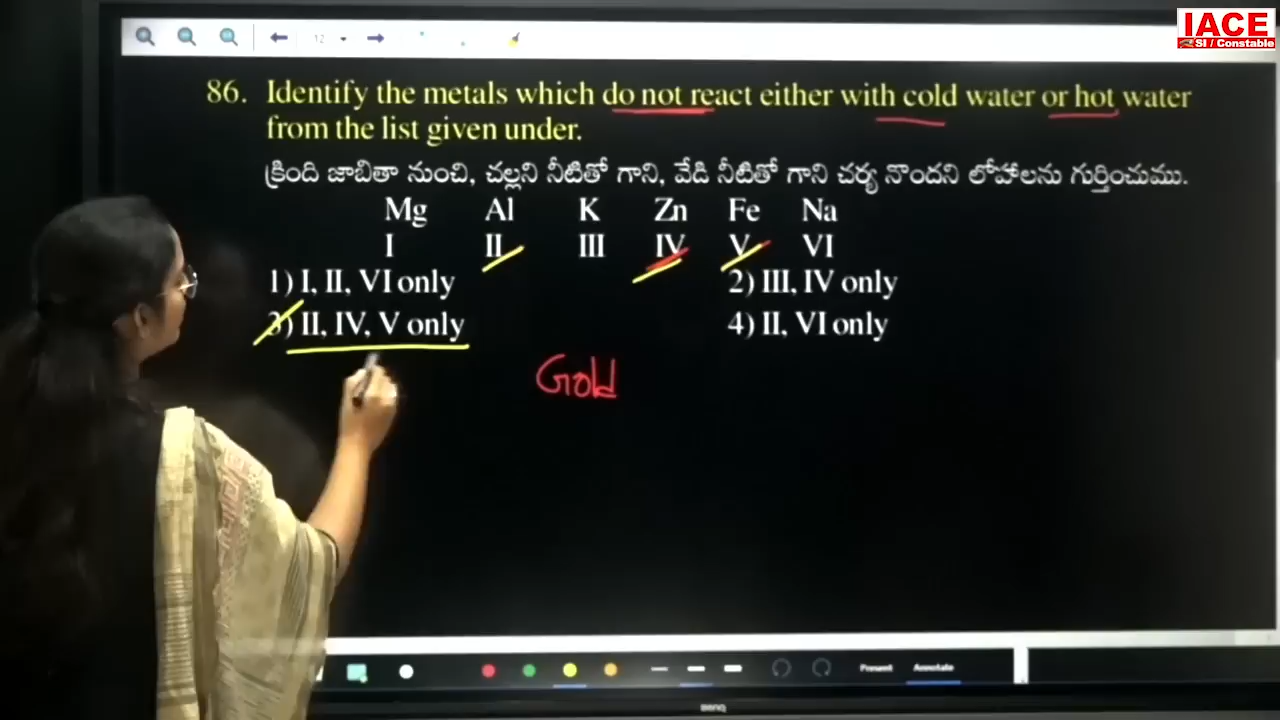 IACE
SI / Constable
12
86. Identify the metals which do not react either with cold water or hot water
from the list given under.
క్రింది జాబితా నుంచి, చల్లని నీటితో గాని, వేడి నీటితో గాని చర్య నొందని లోహాలను గుర్తించుము.
Mg Al K Zn Fe Na
I II III IV V VI
1) I, II, VI only 2) III, IV only
3) II, IV, V only 4) II, VI only
Gold
Present Annotate
BenQ